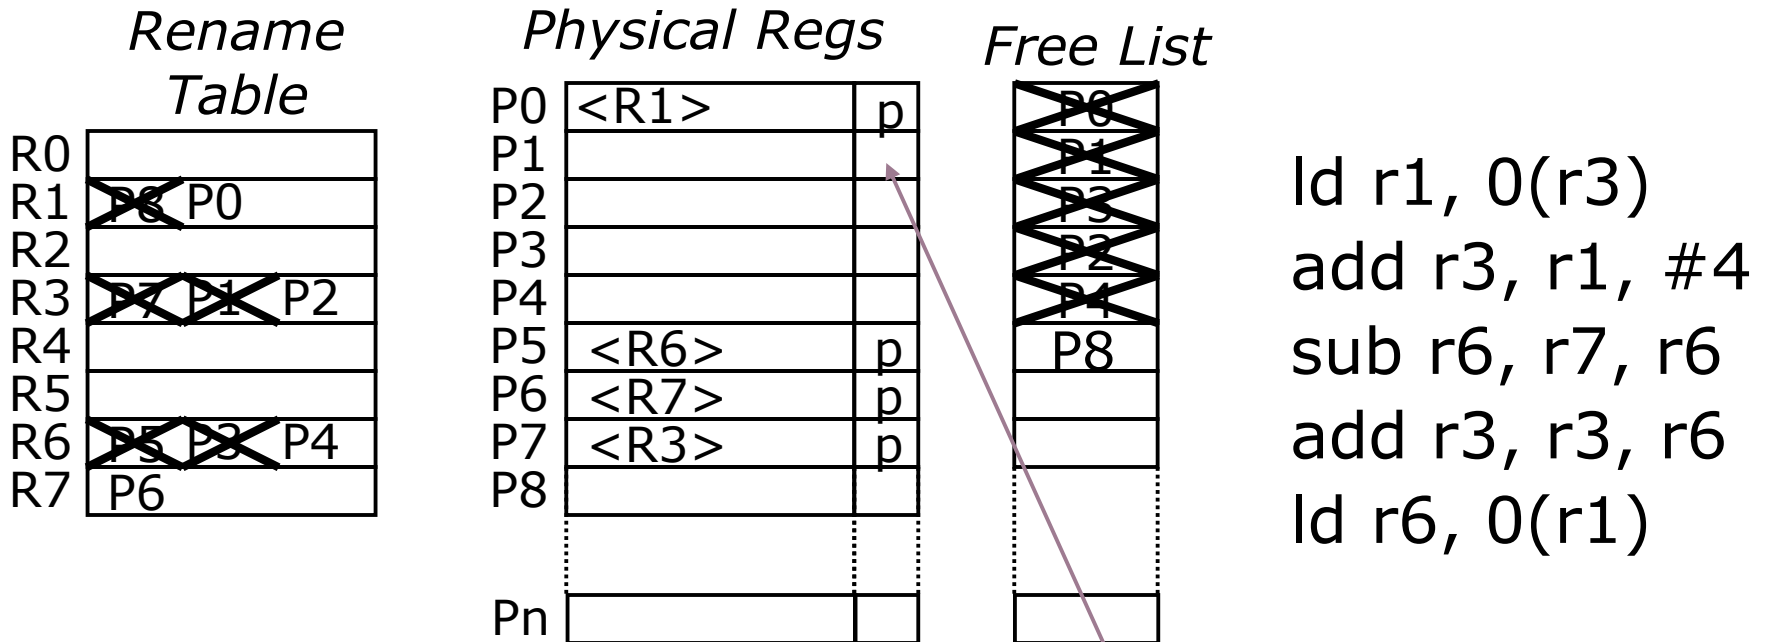 Rename
Table
R0
R1 P8 P0
R2
R3 P7 P1 P2
R4
R5
R6 P5 P3 P4
R7 P6
Physical Regs
P0 <R1> p
P1
P2
P3
P4
P5 <R6> p
P6 <R7> p
P7 <R3> p
P8
Pn
Free List
P0
P1
P3
P2
P4
P8
ld r1, 0(r3)
add r3, r1, #4
sub r6, r7, r6
add r3, r3, r6
ld r6, 0(r1)